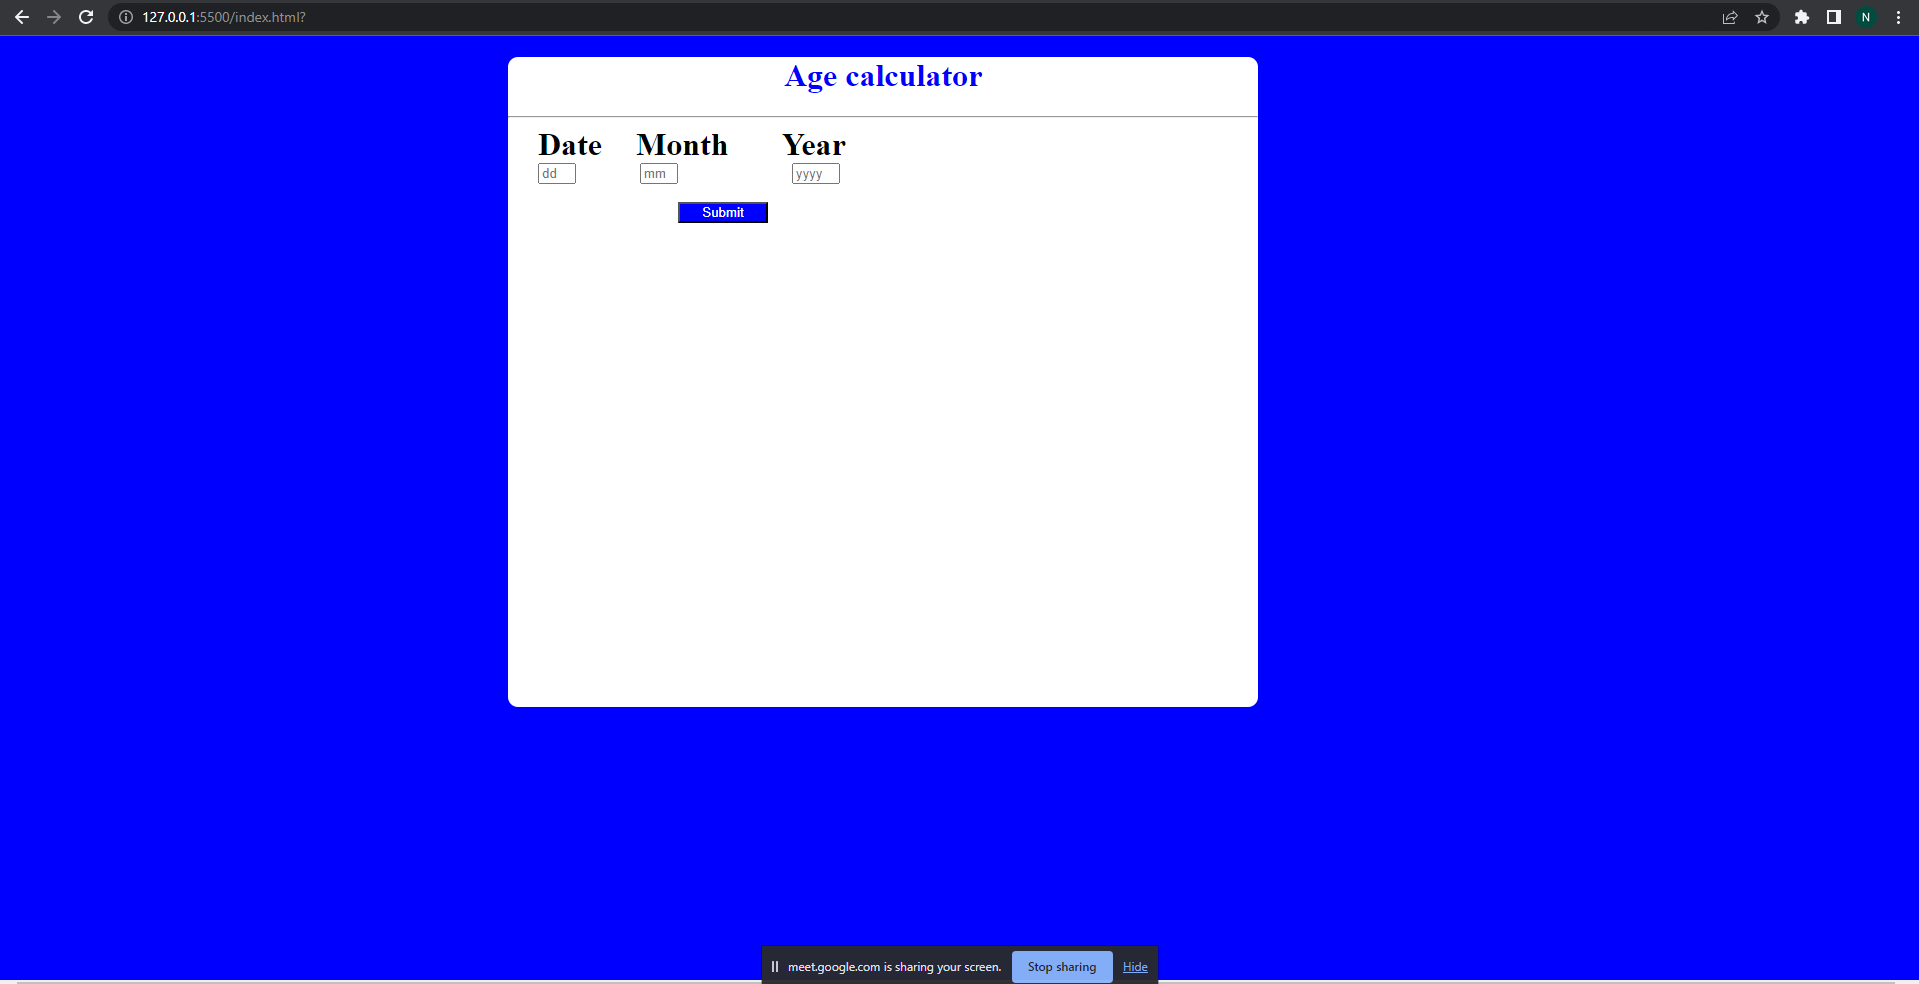 127.0.0.1:5500/index.html?
N
Age calculator
Date Month Year
dd mm yyyy
Submit
meet.google.com is sharing your screen. Stop sharing Hide